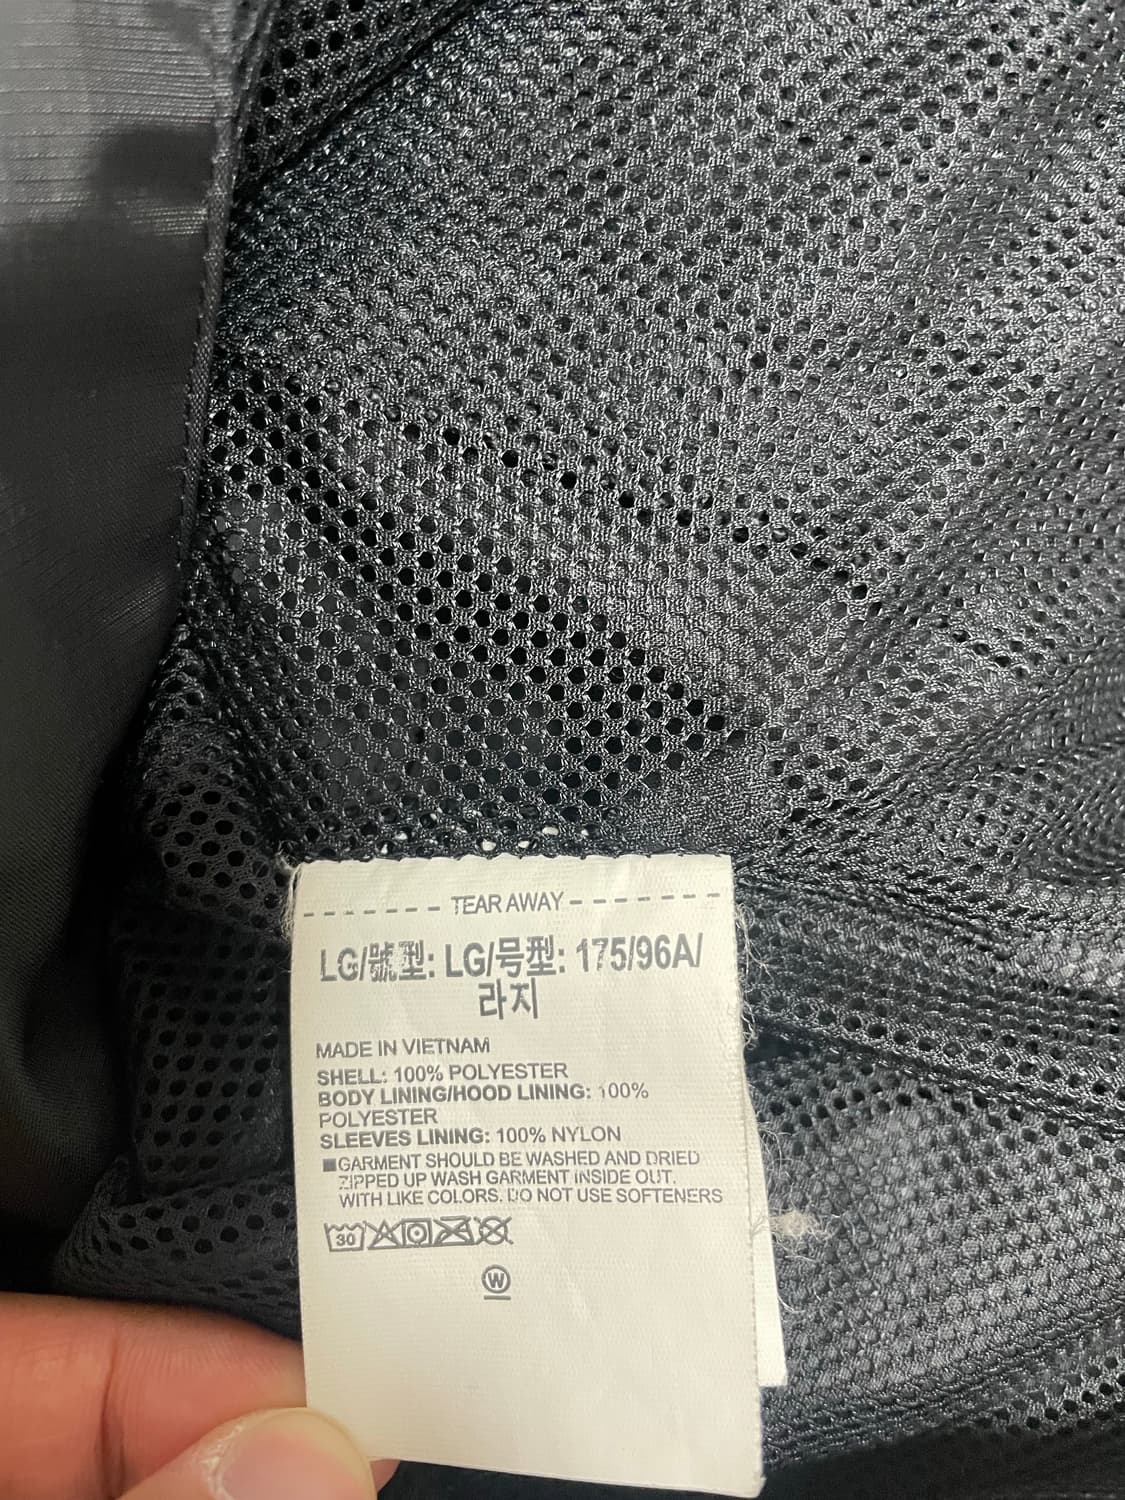 TEAR AWAY
LG/號型: LG/号型: 175/96A/
라지
MADE IN VIETNAM
SHELL: 100% POLYESTER
BODY LINING/HOOD LINING: 100%
POLYESTER
SLEEVES LINING: 100% NYLON
■GARMENT SHOULD BE WASHED AND DRIED
ZIPPED UP WASH GARMENT INSIDE OUT.
WITH LIKE COLORS. DO NOT USE SOFTENERS
30
W